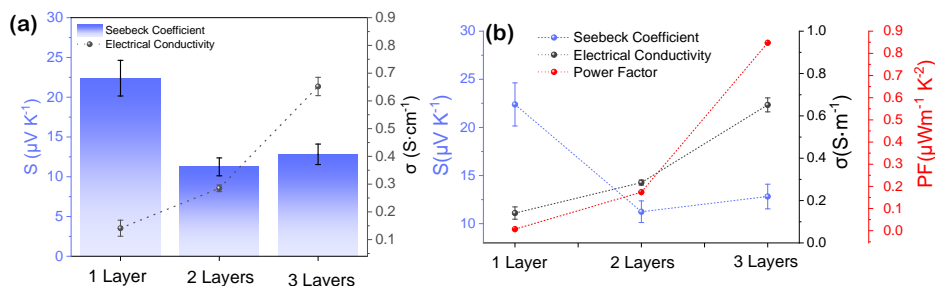 (a)
Seebeck Coefficient
Electrical Conductivity
S (μV K⁻¹)
30
25
20
15
10
5
0
0.9
0.8
0.7
0.6
0.5
0.4
0.3
0.2
0.1
σ (S·cm⁻¹)
1 Layer
2 Layers
3 Layers
(b)
Seebeck Coefficient
Electrical Conductivity
Power Factor
S(μV K⁻¹)
30
25
20
15
10
1.0
0.8
0.6
0.4
0.2
0.0
σ(S·m⁻¹)
0.9
0.8
0.6
0.5
0.4
0.3
0.2
0.0
PF(μWm⁻¹ K⁻²)
1 Layer
2 Layers
3 Layers